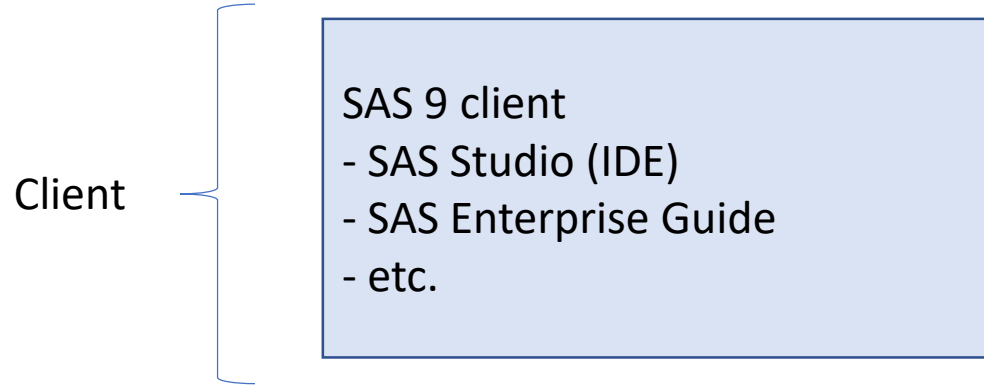 Client
SAS 9 client
- SAS Studio (IDE)
- SAS Enterprise Guide
- etc.